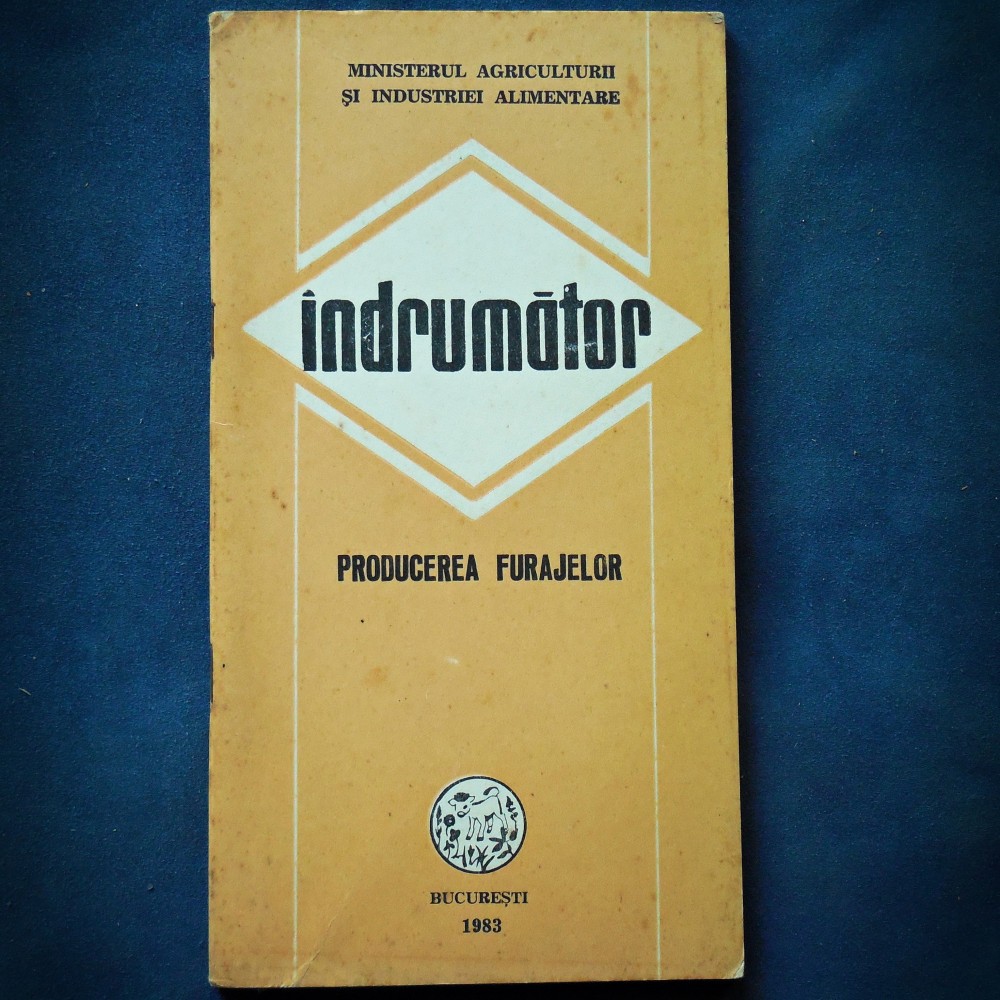 MINISTERUL AGRICULTURII
ȘI INDUSTRIEI ALIMENTARE
îndrumător
PRODUCEREA FURAJELOR
BUCUREȘTI
1983